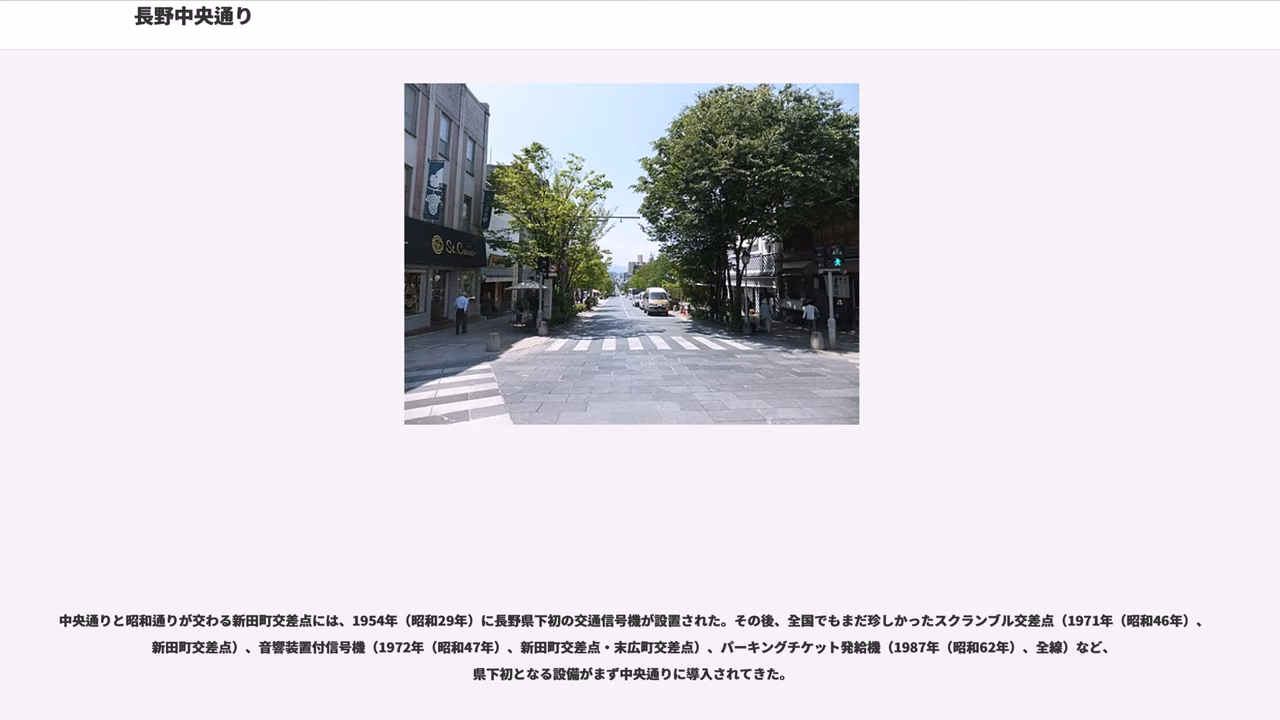 長野中央通り
St.Cousair
中央通りと昭和通りが交わる新田町交差点には、1954年（昭和29年）に長野県下初の交通信号機が設置された。その後、全国でもまだ珍しかったスクランブル交差点（1971年（昭和46年）、
新田町交差点）、音響装置付信号機（1972年（昭和47年）、新田町交差点・末広町交差点）、パーキングチケット発給機（1987年（昭和62年）、全線）など、
県下初となる設備がまず中央通りに導入されてきた。